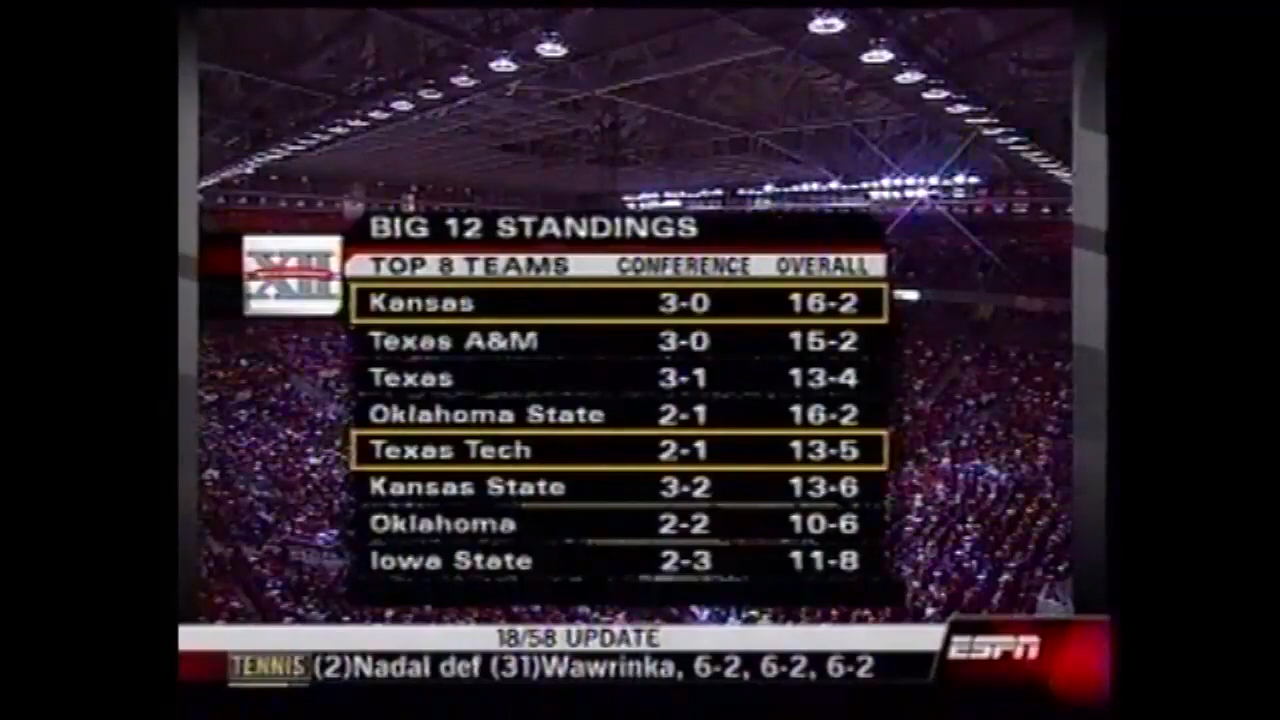 BIG 12 STANDINGS
XII
TOP 8 TEAMS CONFERENCE OVERALL
Kansas 3-0 16-2
Texas A&M 3-0 15-2
Texas 3-1 13-4
Oklahoma State 2-1 16-2
Texas Tech 2-1 13-5
Kansas State 3-2 13-6
Oklahoma 2-2 10-6
Iowa State 2-3 11-8
18/58 UPDATE
ESPN
TENNIS (2)Nadal def (31)Wawrinka, 6-2, 6-2, 6-2